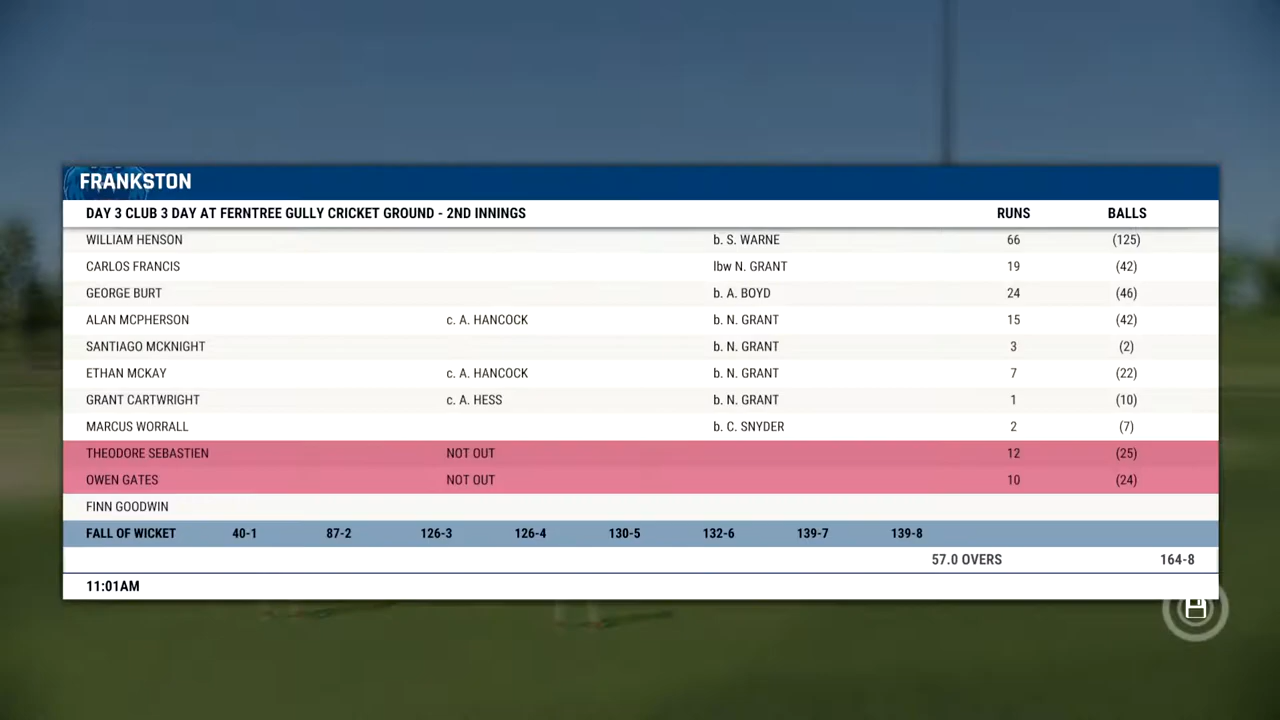 FRANKSTON
DAY 3 CLUB 3 DAY AT FERNTREE GULLY CRICKET GROUND - 2ND INNINGS RUNS BALLS
WILLIAM HENSON b. S. WARNE 66 (125)
CARLOS FRANCIS lbw N. GRANT 19 (42)
GEORGE BURT b. A. BOYD 24 (46)
ALAN MCPHERSON c. A. HANCOCK b. N. GRANT 15 (42)
SANTIAGO MCKNIGHT b. N. GRANT 3 (2)
ETHAN MCKAY c. A. HANCOCK b. N. GRANT 7 (22)
GRANT CARTWRIGHT c. A. HESS b. N. GRANT 1 (10)
MARCUS WORRALL b. C. SNYDER 2 (7)
THEODORE SEBASTIEN NOT OUT 12 (25)
OWEN GATES NOT OUT 10 (24)
FINN GOODWIN
FALL OF WICKET 40-1 87-2 126-3 126-4 130-5 132-6 139-7 139-8
57.0 OVERS 164-8
11:01AM